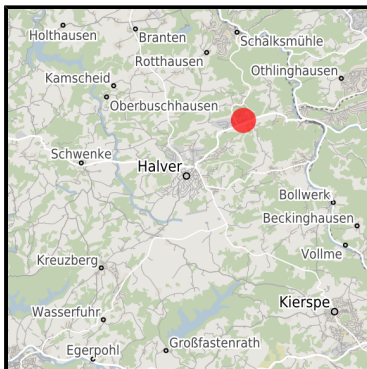 Holthausen
Branten
Schalksmühle
Rotthausen
Othlinghausen
Kamscheid
Oberbuschhausen
Schwenke
Halver
Bollwerk
Beckinghausen
Vollme
Kreuzberg
Kierspe
Wasserfuhr
Großfastenrath
Egerpohl